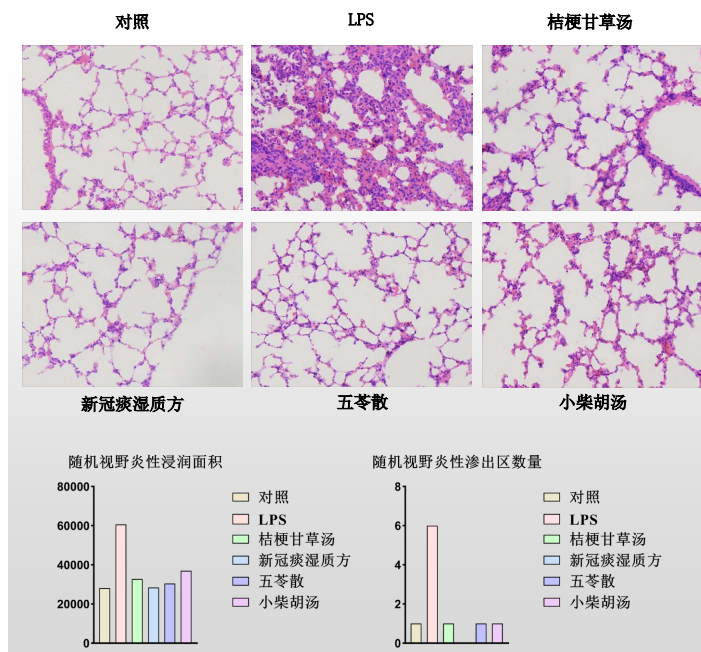 对照 LPS 桔梗甘草汤
新冠痰湿质方 五苓散 小柴胡汤
随机视野炎性浸润面积
80000
60000
40000
20000
0
对照
LPS
桔梗甘草汤
新冠痰湿质方
五苓散
小柴胡汤
随机视野炎性渗出区数量
8
6
4
2
0
对照
LPS
桔梗甘草汤
新冠痰湿质方
五苓散
小柴胡汤